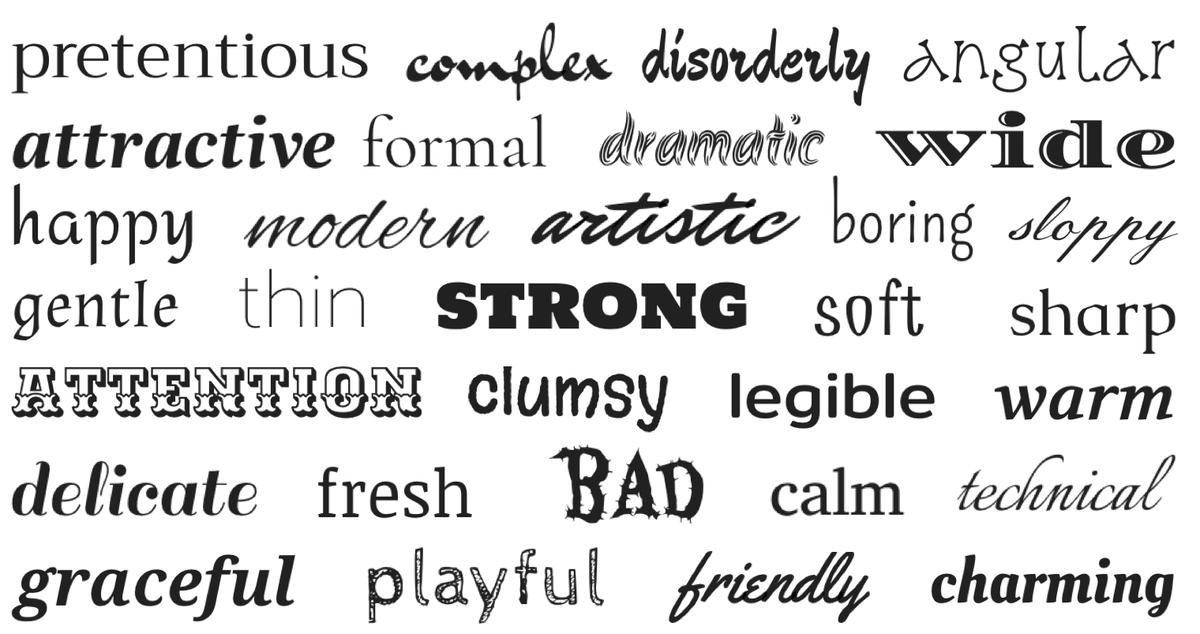 pretentious complex disorderly angular
attractive formal dramatic wide
happy modern artistic boring sloppy
gentle thin STRONG soft sharp
ATTENTION clumsy legible warm
delicate fresh BAD calm technical
graceful playful friendly charming